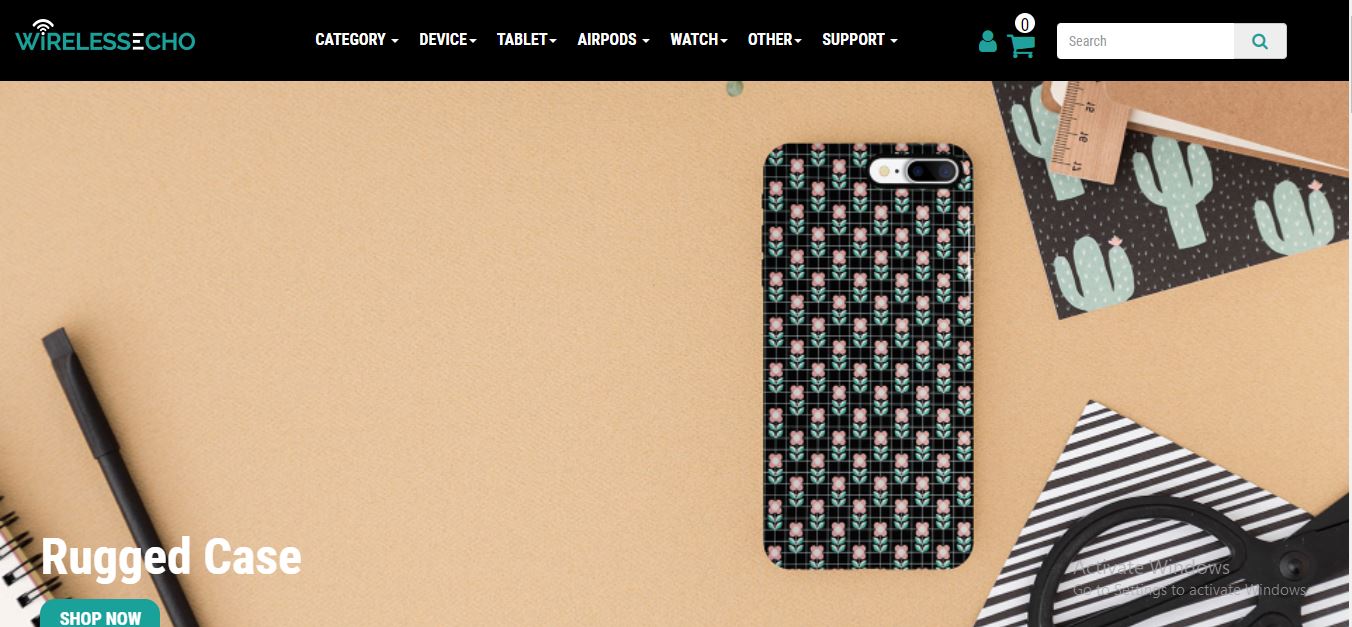 WiRELESSECHO
CATEGORY DEVICE TABLET AIRPODS WATCH OTHER SUPPORT
0
Search
Rugged Case
SHOP NOW
Activate Windows
Go to Settings to activate Windows.